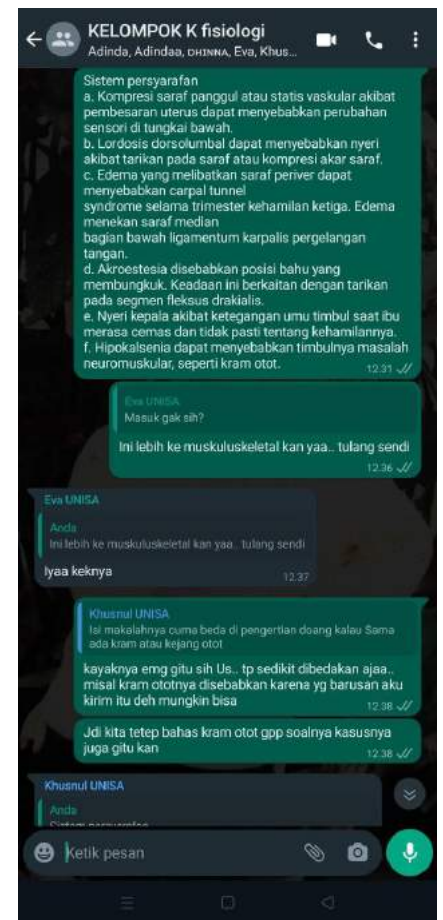 KELOMPOK K fisiologi
Adinda, Adindaa, DHINNA, Eva, Khus...
Sistem persyarafan
a. Kompresi saraf panggul atau statis vaskular akibat
pembesaran uterus dapat menyebabkan perubahan
sensori di tungkai bawah.
b. Lordosis dorsolumbal dapat menyebabkan nyeri
akibat tarikan pada saraf atau kompresi akar saraf.
c. Edema yang melibatkan saraf periver dapat
menyebabkan carpal tunnel
syndrome selama trimester kehamilan ketiga. Edema
menekan saraf median
bagian bawah ligamentum karpalis pergelangan
tangan.
d. Akroestesia disebabkan posisi bahu yang
membungkuk. Keadaan ini berkaitan dengan tarikan
pada segmen fleksus drakialis.
e. Nyeri kepala akibat ketegangan umu timbul saat ibu
merasa cemas dan tidak pasti tentang kehamilannya.
f. Hipokalsenia dapat menyebabkan timbulnya masalah
neuromuskular, seperti kram otot.
12.31
Eva UNISA
Masuk gak sih?
Ini lebih ke muskuluskeletal kan yaa.. tulang sendi
12.36
Eva UNISA
Anda
Ini lebih ke muskuluskeletal kan yaa.. tulang sendi
Iyaa keknya
12.37
Khusnul UNISA
Isi makalahnya cuma beda di pengertian doang kalau Sama
ada kram atau kejang otot
kayaknya emg gitu sih Us.. tp sedikit dibedakan ajaa..
misal kram ototnya disebabkan karena yg barusan aku
kirim itu deh mungkin bisa
12.38
Jdi kita tetep bahas kram otot gpp soalnya kasusnya
juga gitu kan
12.38
Khusnul UNISA
Anda
Sistem persyarafan
Ketik pesan